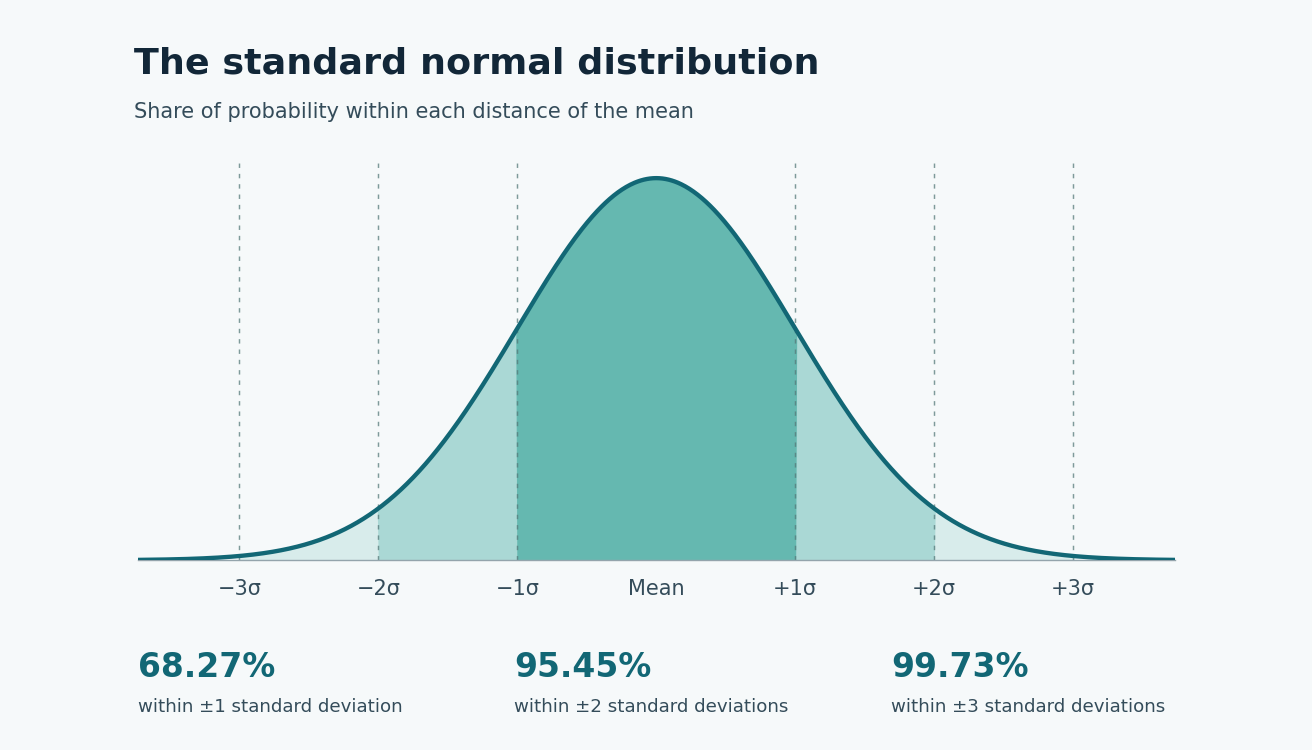 The standard normal distribution
Share of probability within each distance of the mean
−3σ −2σ −1σ Mean +1σ +2σ +3σ
68.27% 95.45% 99.73%
within ±1 standard deviation within ±2 standard deviations within ±3 standard deviations